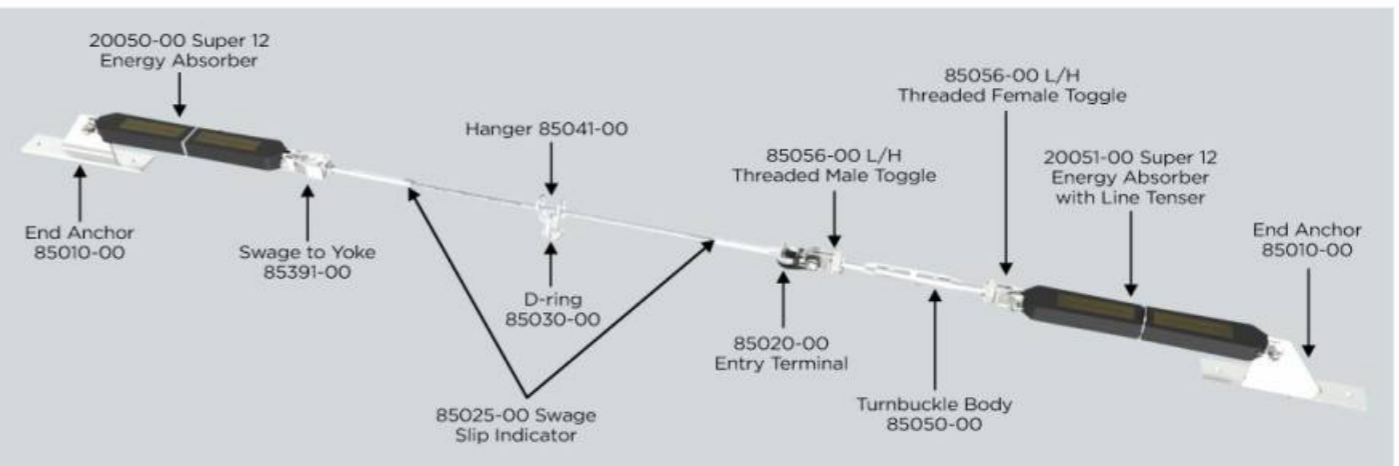 20050-00 Super 12
Energy Absorber
End Anchor
85010-00
Swage to Yoke
85391-00
Hanger 85041-00
D-ring
85030-00
85025-00 Swage
Slip Indicator
85056-00 L/H
Threaded Male Toggle
85020-00
Entry Terminal
85056-00 L/H
Threaded Female Toggle
Turnbuckle Body
85050-00
20051-00 Super 12
Energy Absorber
with Line Tenser
End Anchor
85010-00